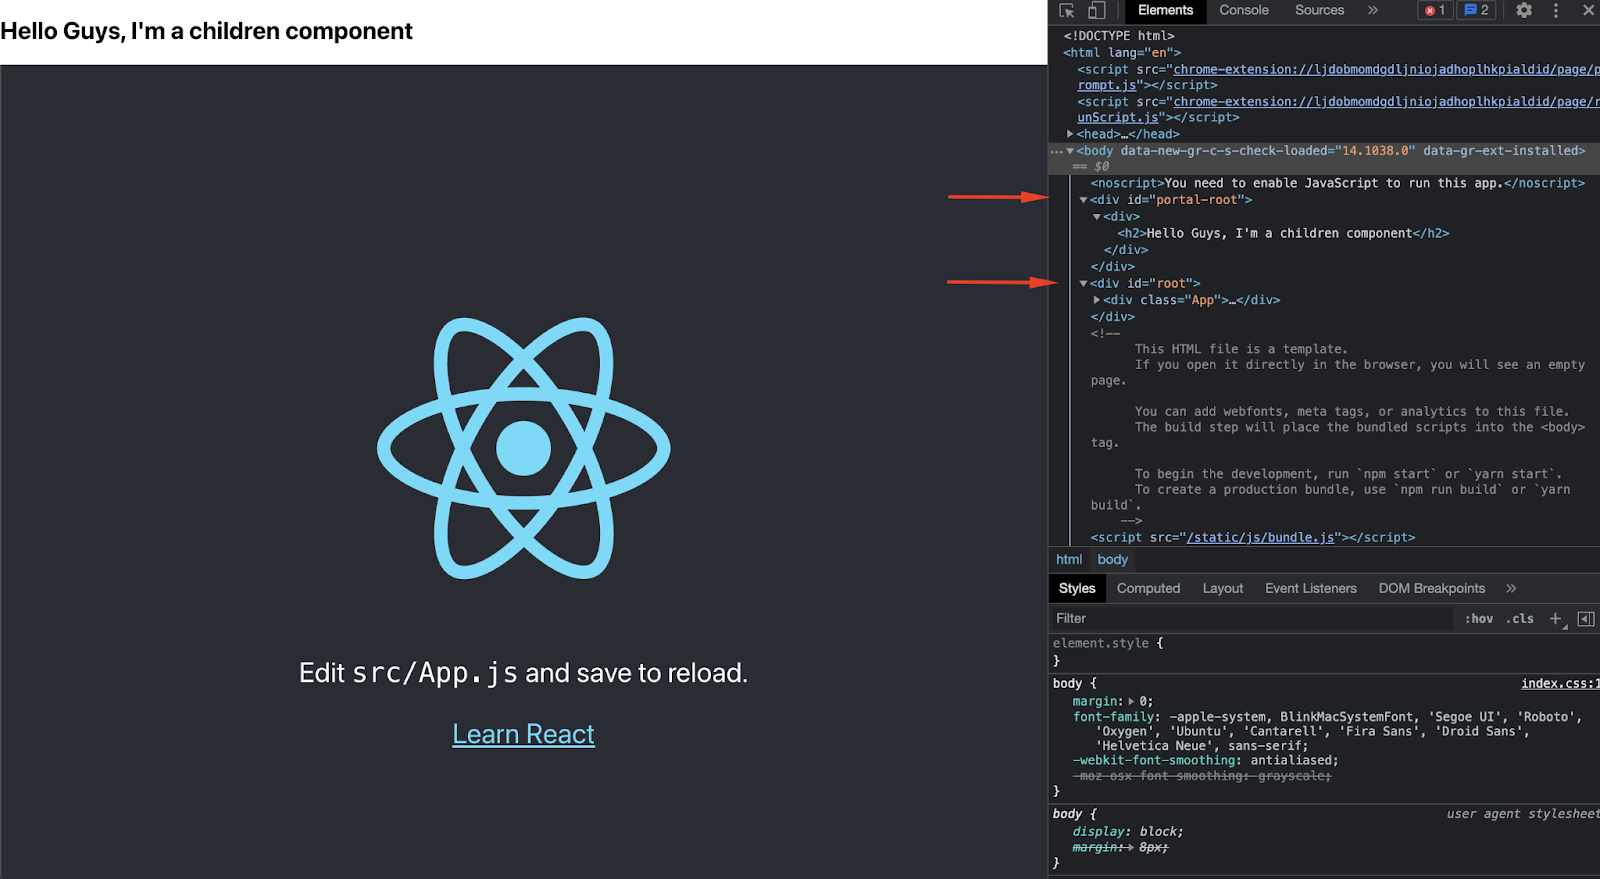 Hello Guys, I'm a children component
Edit src/App.js and save to reload.
Learn React
Elements Console Sources » 1 2
<!DOCTYPE html>
<html lang="en">
<script src="chrome-extension://ljdobmomdgdljniojadhoplhkpialdid/page/p
rompt.js"></script>
<script src="chrome-extension://ljdobmomdgdljniojadhoplhkpialdid/page/r
unScript.js"></script>
<head>…</head>
<body data-new-gr-c-s-check-loaded="14.1038.0" data-gr-ext-installed>
== $0
<noscript>You need to enable JavaScript to run this app.</noscript>
<div id="portal-root">
<div>
<h2>Hello Guys, I'm a children component</h2>
</div>
</div>
<div id="root">
<div class="App">…</div>
</div>
<!--
This HTML file is a template.
If you open it directly in the browser, you will see an empty
page.
You can add webfonts, meta tags, or analytics to this file.
The build step will place the bundled scripts into the <body>
tag.
To begin the development, run `npm start` or `yarn start`.
To create a production bundle, use `npm run build` or `yarn
build`.
-->
<script src="/static/js/bundle.js"></script>
html body
Styles Computed Layout Event Listeners DOM Breakpoints »
Filter :hov .cls +
element.style {
}
body { index.css:1
margin: 0;
font-family: -apple-system, BlinkMacSystemFont, 'Segoe UI', 'Roboto',
'Oxygen', 'Ubuntu', 'Cantarell', 'Fira Sans', 'Droid Sans',
'Helvetica Neue', sans-serif;
-webkit-font-smoothing: antialiased;
-moz-osx-font-smoothing: grayscale;
}
body { user agent stylesheet
display: block;
margin: 8px;
}